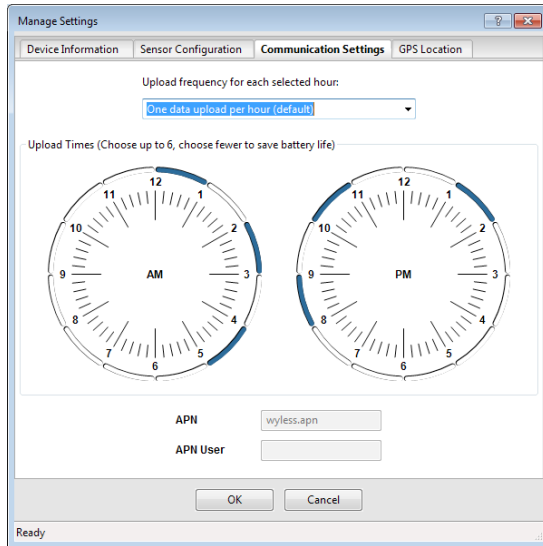 Manage Settings
Device Information Sensor Configuration Communication Settings GPS Location
Upload frequency for each selected hour:
One data upload per hour (default)
Upload Times (Choose up to 6, choose fewer to save battery life)
12
1
2
3
4
5
6
7
8
9
10
11
AM
12
1
2
3
4
5
6
7
8
9
10
11
PM
APN wyless.apn
APN User
OK Cancel
Ready